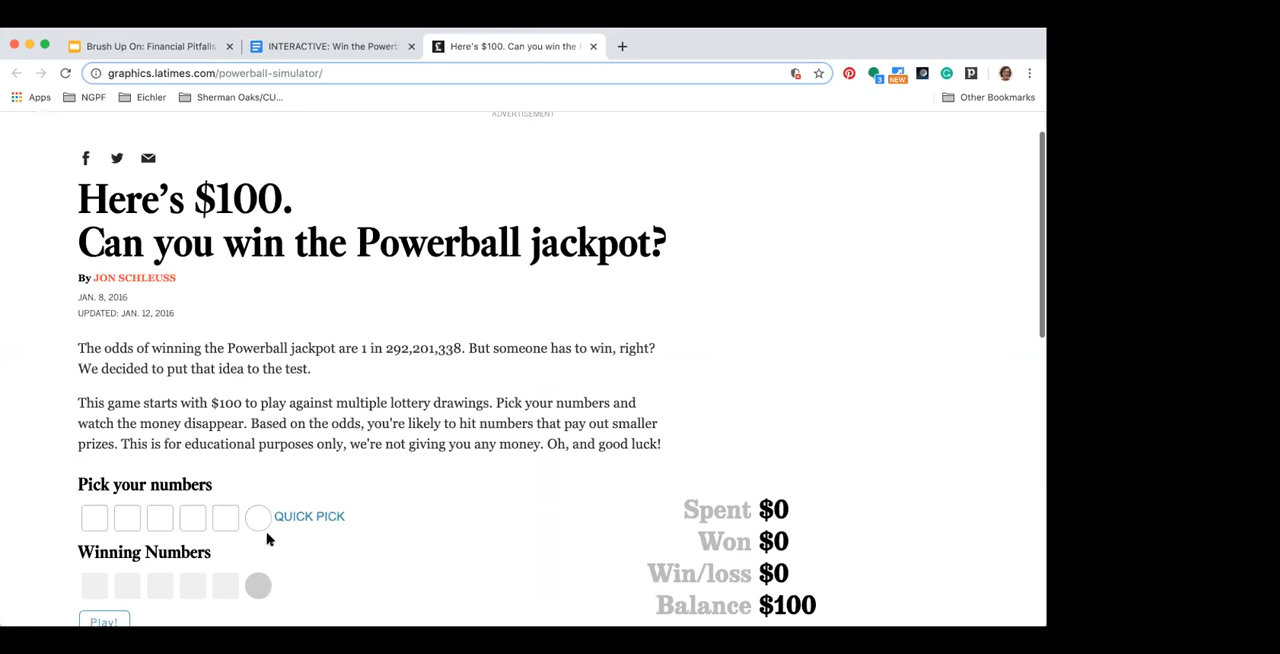 Brush Up On: Financial Pitfalls
INTERACTIVE: Win the Powerb
Here's $100. Can you win the
graphics.latimes.com/powerball-simulator/
3
NEW
Apps NGPF Eichler Sherman Oaks/CU... Other Bookmarks
ADVERTISEMENT
Here's $100.
Can you win the Powerball jackpot?
By JON SCHLEUSS
JAN. 8, 2016
UPDATED: JAN. 12, 2016
The odds of winning the Powerball jackpot are 1 in 292,201,338. But someone has to win, right?
We decided to put that idea to the test.
This game starts with $100 to play against multiple lottery drawings. Pick your numbers and
watch the money disappear. Based on the odds, you're likely to hit numbers that pay out smaller
prizes. This is for educational purposes only, we're not giving you any money. Oh, and good luck!
Pick your numbers
QUICK PICK
Winning Numbers
Play!
Spent $0
Won $0
Win/loss $0
Balance $100